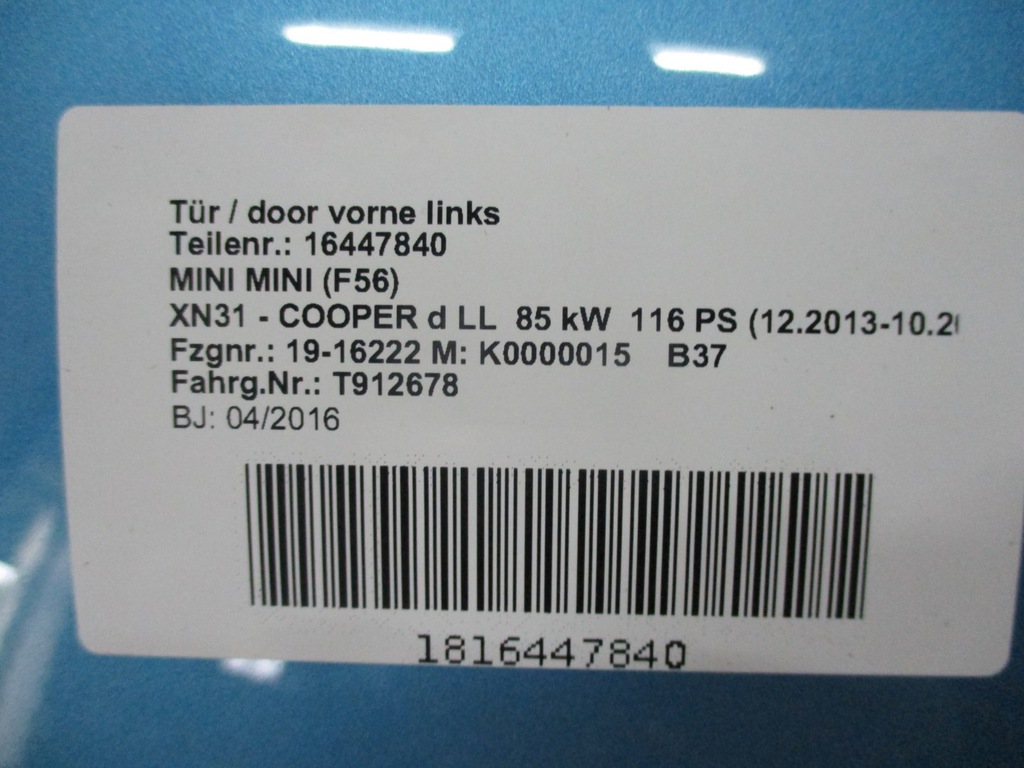 Tür / door vorne links
Teilenr.: 16447840
MINI MINI (F56)
XN31 - COOPER d LL 85 kW 116 PS (12.2013-10.2
Fzgnr.: 19-16222 M: K0000015 B37
Fahrg.Nr.: T912678
BJ: 04/2016
1816447840